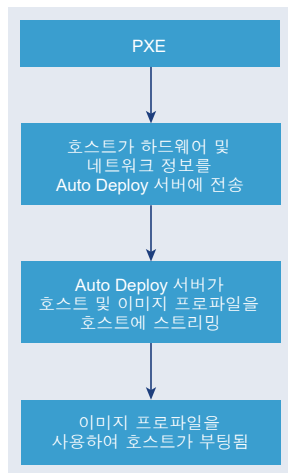 PXE
호스트가 하드웨어 및
네트워크 정보를
Auto Deploy 서버에 전송
Auto Deploy 서버가
호스트 및 이미지 프로파일을
호스트에 스트리밍
이미지 프로파일을
사용하여 호스트가 부팅됨